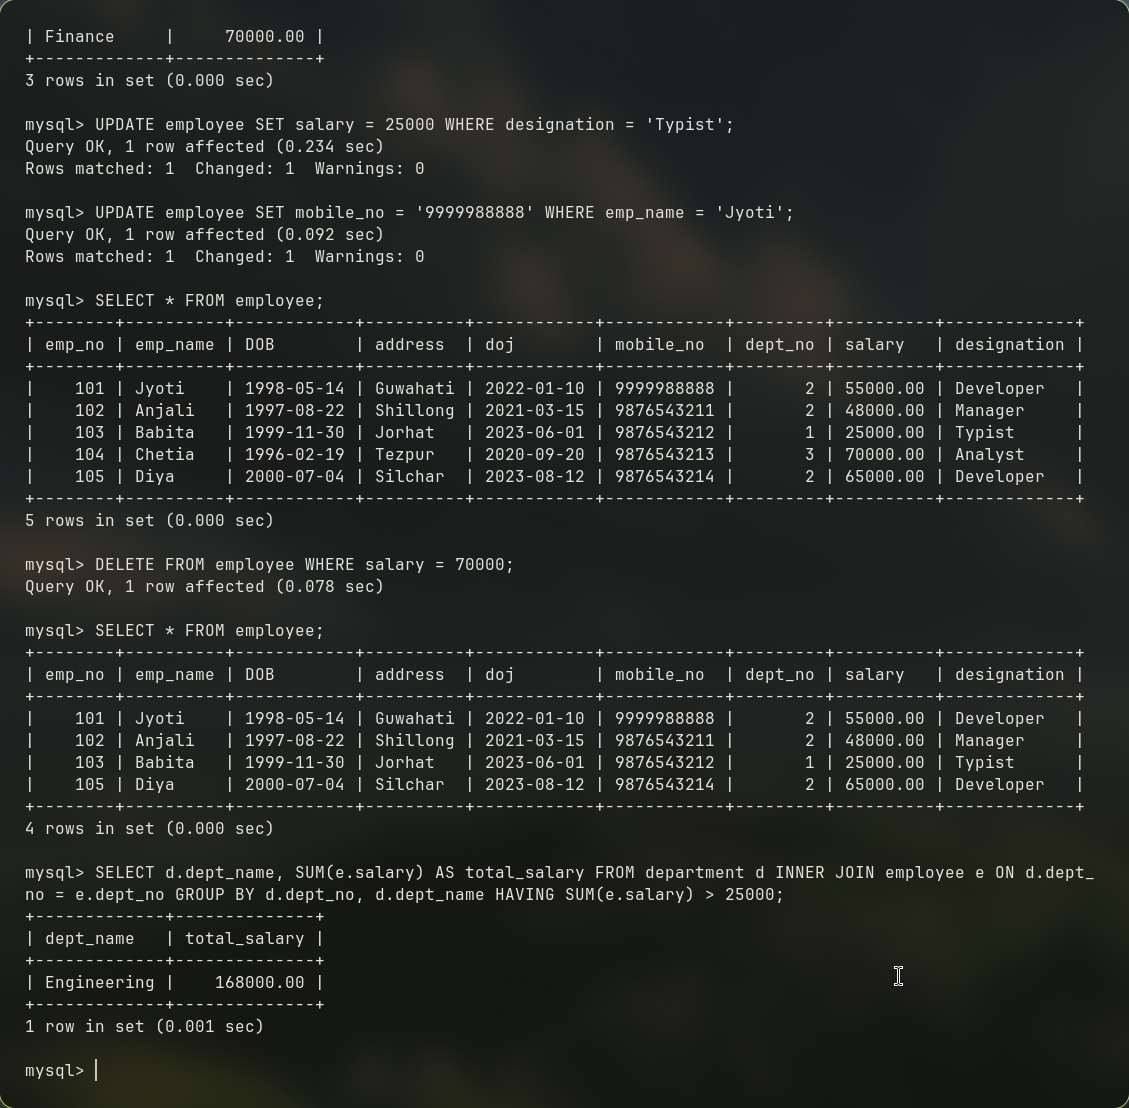 | Finance     |     70000.00 |
+-------------+--------------+
3 rows in set (0.000 sec)

mysql> UPDATE employee SET salary = 25000 WHERE designation = 'Typist';
Query OK, 1 row affected (0.234 sec)
Rows matched: 1  Changed: 1  Warnings: 0

mysql> UPDATE employee SET mobile_no = '9999988888' WHERE emp_name = 'Jyoti';
Query OK, 1 row affected (0.092 sec)
Rows matched: 1  Changed: 1  Warnings: 0

mysql> SELECT * FROM employee;
+--------+----------+------------+----------+------------+------------+---------+----------+-------------+
| emp_no | emp_name | DOB        | address  | doj        | mobile_no  | dept_no | salary   | designation |
+--------+----------+------------+----------+------------+------------+---------+----------+-------------+
|    101 | Jyoti    | 1998-05-14 | Guwahati | 2022-01-10 | 9999988888 |       2 | 55000.00 | Developer   |
|    102 | Anjali   | 1997-08-22 | Shillong | 2021-03-15 | 9876543211 |       2 | 48000.00 | Manager     |
|    103 | Babita   | 1999-11-30 | Jorhat   | 2023-06-01 | 9876543212 |       1 | 25000.00 | Typist      |
|    104 | Chetia   | 1996-02-19 | Tezpur   | 2020-09-20 | 9876543213 |       3 | 70000.00 | Analyst     |
|    105 | Diya     | 2000-07-04 | Silchar  | 2023-08-12 | 9876543214 |       2 | 65000.00 | Developer   |
+--------+----------+------------+----------+------------+------------+---------+----------+-------------+
5 rows in set (0.000 sec)

mysql> DELETE FROM employee WHERE salary = 70000;
Query OK, 1 row affected (0.078 sec)

mysql> SELECT * FROM employee;
+--------+----------+------------+----------+------------+------------+---------+----------+-------------+
| emp_no | emp_name | DOB        | address  | doj        | mobile_no  | dept_no | salary   | designation |
+--------+----------+------------+----------+------------+------------+---------+----------+-------------+
|    101 | Jyoti    | 1998-05-14 | Guwahati | 2022-01-10 | 9999988888 |       2 | 55000.00 | Developer   |
|    102 | Anjali   | 1997-08-22 | Shillong | 2021-03-15 | 9876543211 |       2 | 48000.00 | Manager     |
|    103 | Babita   | 1999-11-30 | Jorhat   | 2023-06-01 | 9876543212 |       1 | 25000.00 | Typist      |
|    105 | Diya     | 2000-07-04 | Silchar  | 2023-08-12 | 9876543214 |       2 | 65000.00 | Developer   |
+--------+----------+------------+----------+------------+------------+---------+----------+-------------+
4 rows in set (0.000 sec)

mysql> SELECT d.dept_name, SUM(e.salary) AS total_salary FROM department d INNER JOIN employee e ON d.dept_
no = e.dept_no GROUP BY d.dept_no, d.dept_name HAVING SUM(e.salary) > 25000;
+-------------+--------------+
| dept_name   | total_salary |
+-------------+--------------+
| Engineering |    168000.00 |
+-------------+--------------+
1 row in set (0.001 sec)

mysql>